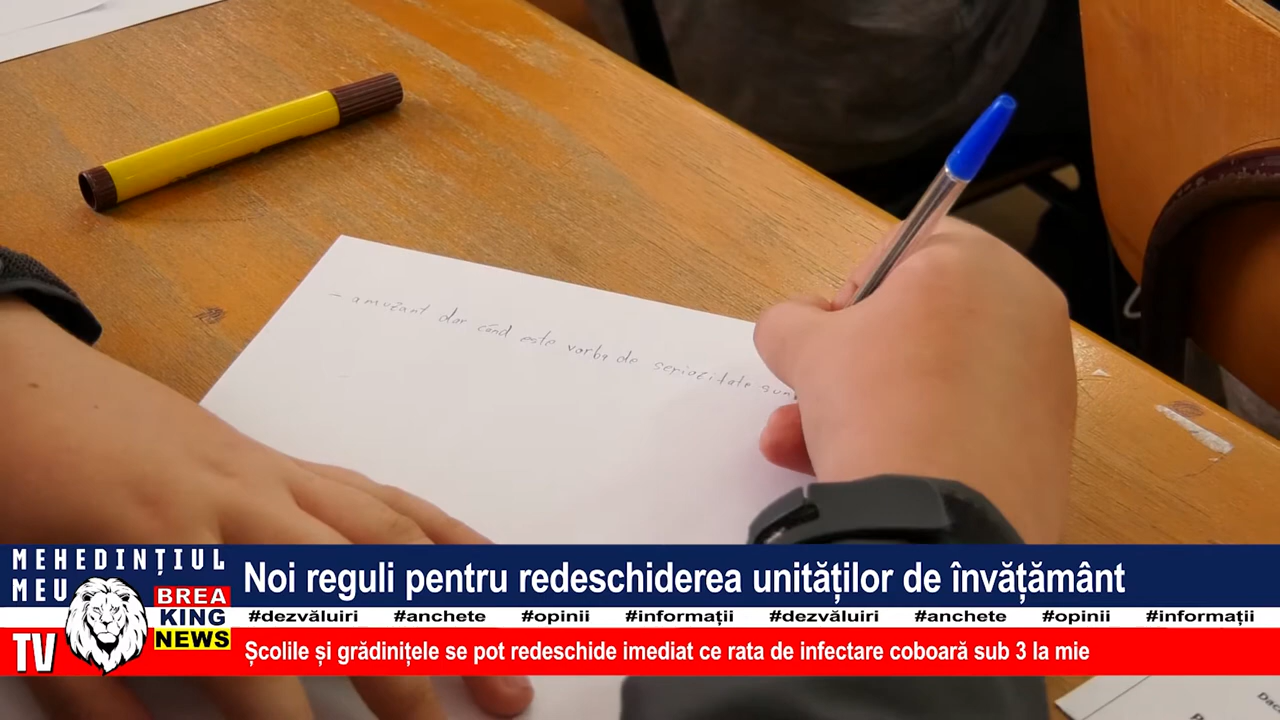 - amuzant dar când este vorba de seriozitate
MEHEDINȚIUL
MEU
TV
BREA
KING
NEWS
Noi reguli pentru redeschiderea unităților de învățământ
#dezvăluiri #anchete #opinii #informații #dezvăluiri #anchete #opinii #informații
Școlile și grădinițele se pot redeschide imediat ce rata de infectare coboară sub 3 la mie